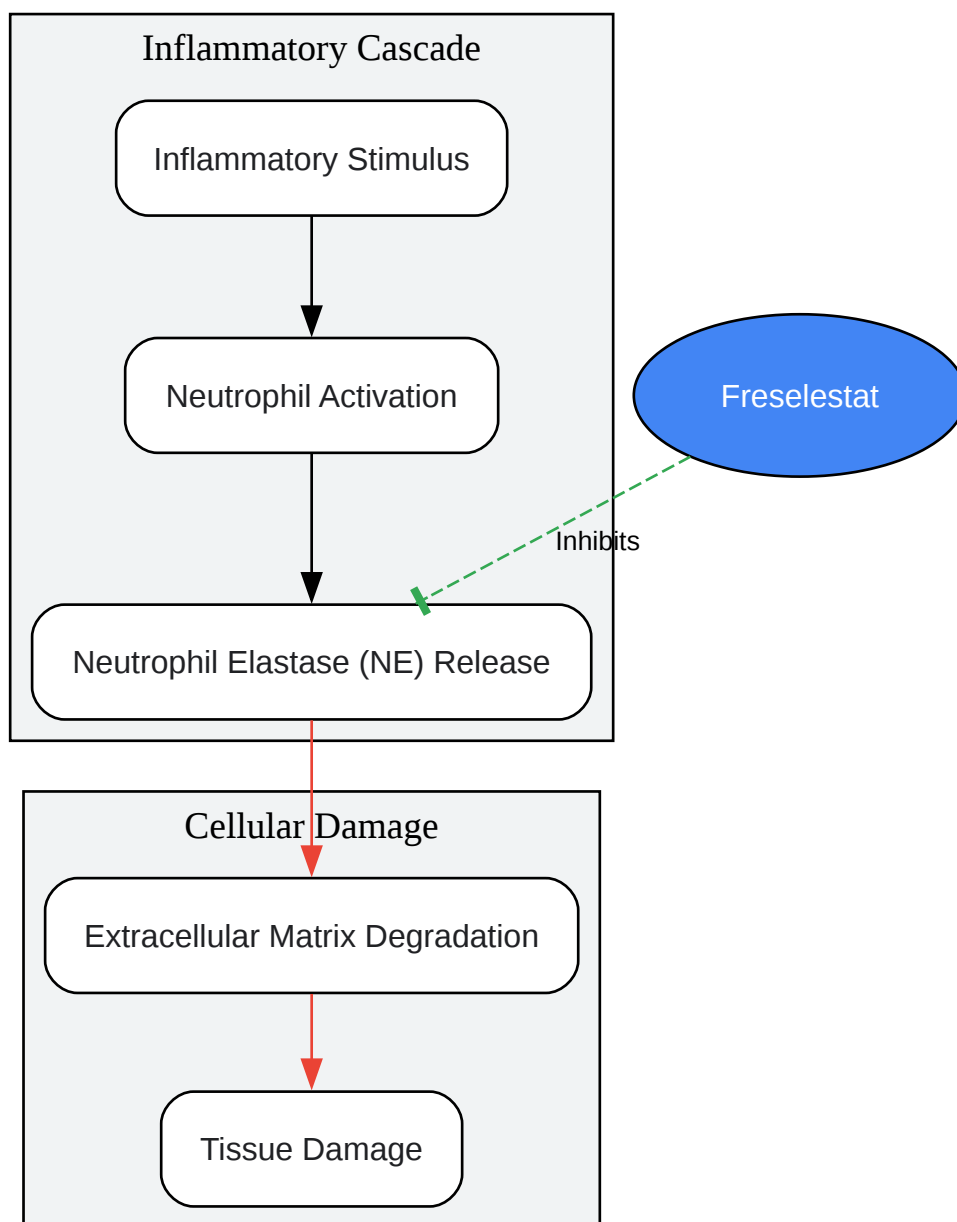 Inflammatory Cascade
Inflammatory Stimulus
Neutrophil Activation
Freselestat
Inhibits
Neutrophil Elastase (NE) Release
Cellular Damage
Extracellular Matrix Degradation
Tissue Damage